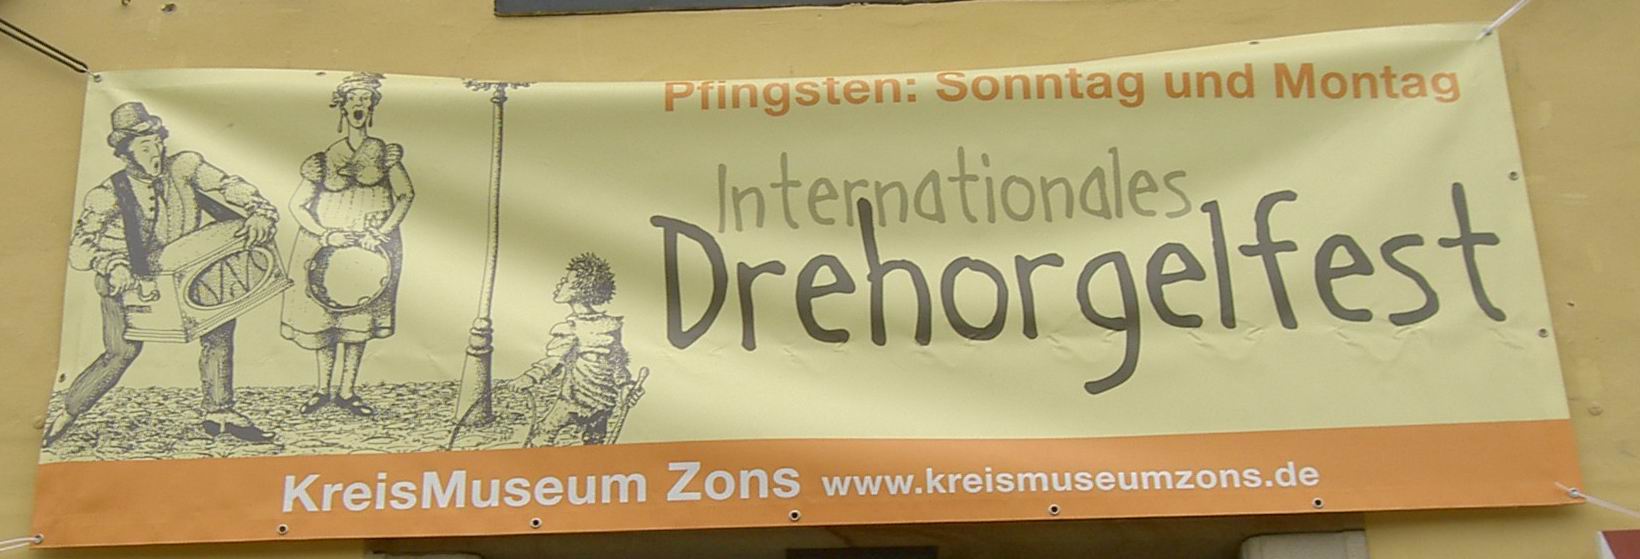 Pfingsten: Sonntag und Montag
Internationales
Drehorgelfest
KreisMuseum Zons www.kreismuseumzons.de